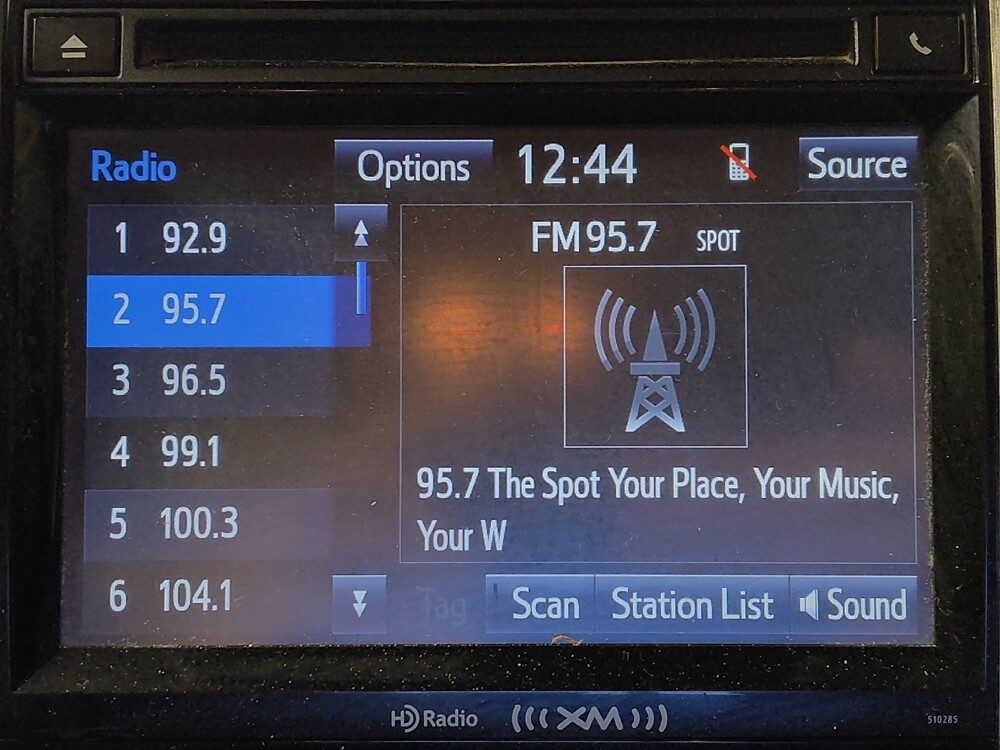 Radio Options 12:44 Source
1 92.9
2 95.7
3 96.5
4 99.1
5 100.3
6 104.1
FM 95.7 SPOT
95.7 The Spot Your Place, Your Music,
Your W
Tag Scan Station List Sound
HD Radio ((( XM )))
510285